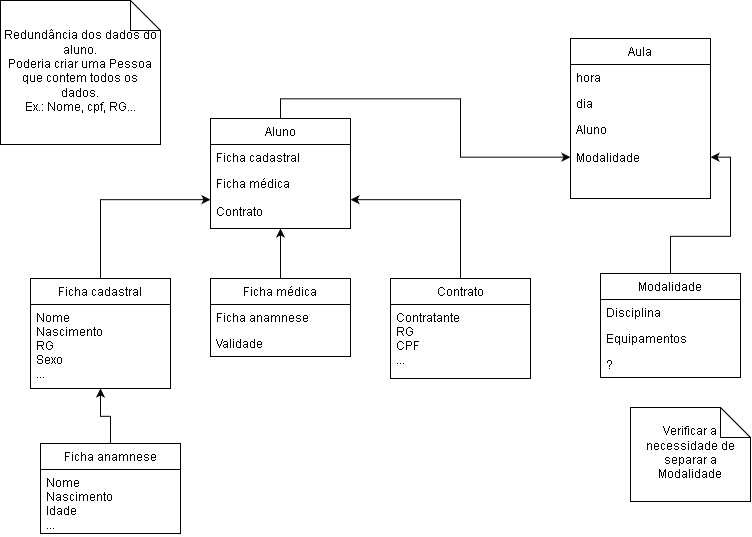 Redundância dos dados do
aluno.
Poderia criar uma Pessoa
que contem todos os
dados.
Ex.: Nome, cpf, RG...
Aula
hora
dia
Aluno
Modalidade
Aluno
Ficha cadastral
Ficha médica
Contrato
Ficha cadastral
Nome
Nascimento
RG
Sexo
...
Ficha médica
Ficha anamnese
Validade
Contrato
Contratante
RG
CPF
...
Modalidade
Disciplina
Equipamentos
?
Ficha anamnese
Nome
Nascimento
Idade
...
Verificar a
necessidade de
separar a
Modalidade